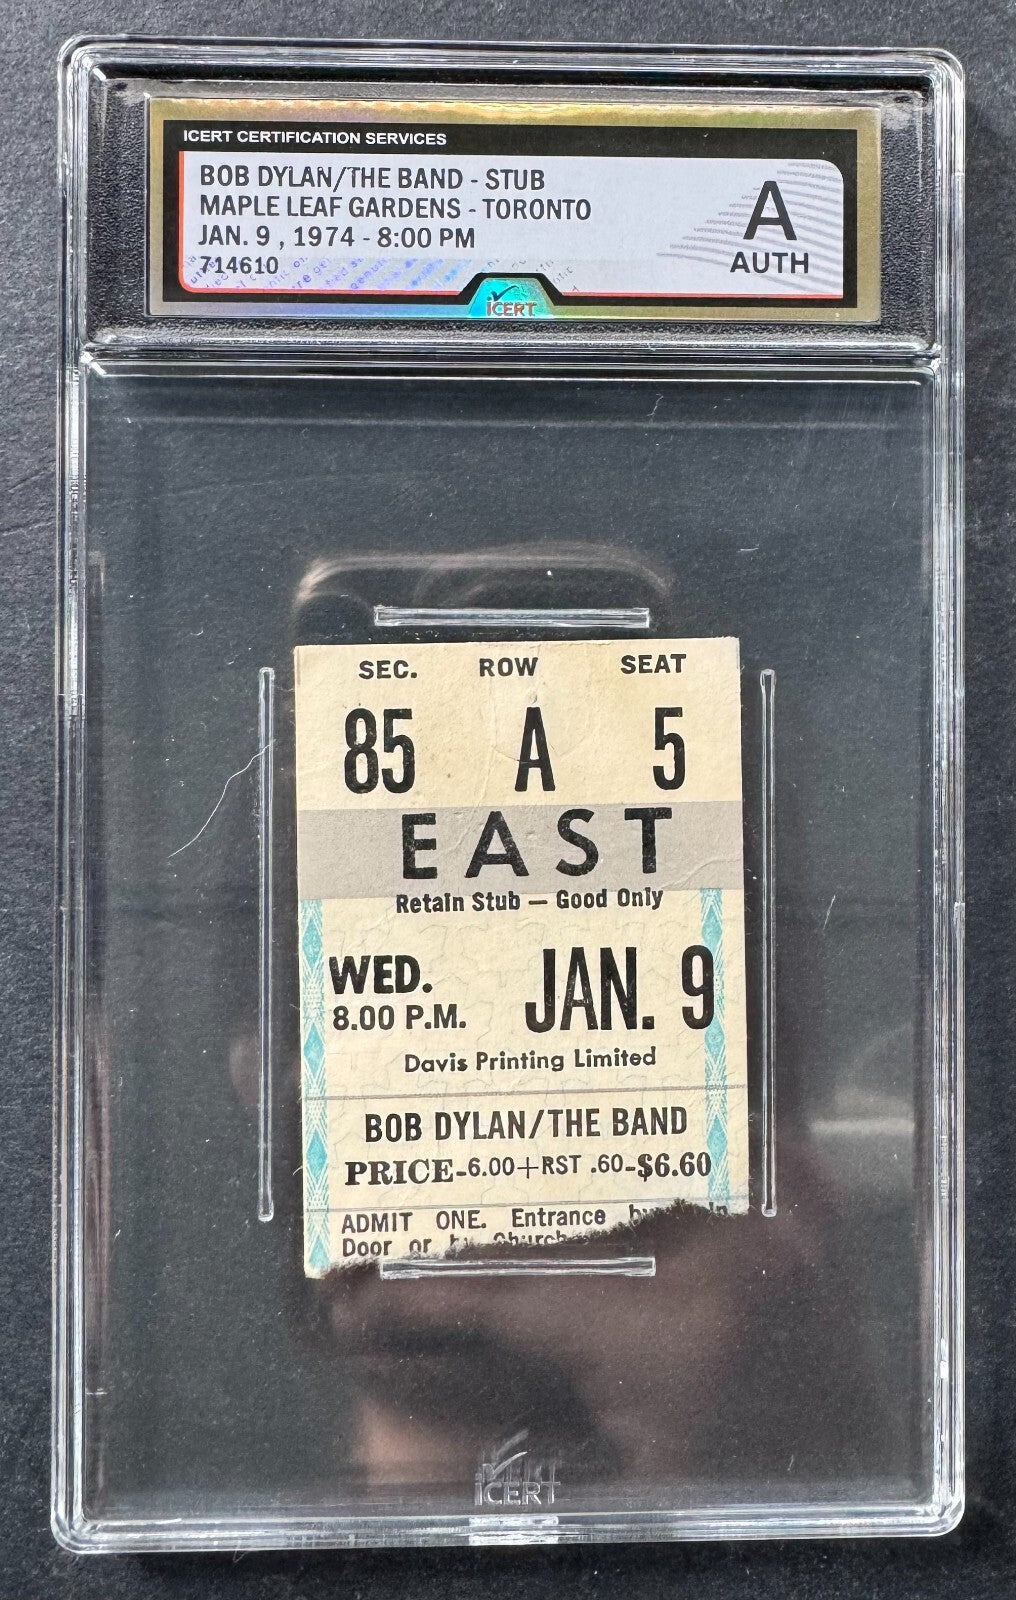 ICERT CERTIFICATION SERVICES
BOB DYLAN/THE BAND - STUB
MAPLE LEAF GARDENS - TORONTO
JAN. 9 , 1974 - 8:00 PM
714610
A
AUTH
iCERT
SEC. ROW SEAT
85 A 5
EAST
Retain Stub — Good Only
WED. JAN. 9
8.00 P.M.
Davis Printing Limited
BOB DYLAN/THE BAND
PRICE-6.00+RST .60-$6.60
ADMIT ONE. Entrance
Door or Church
iCERT